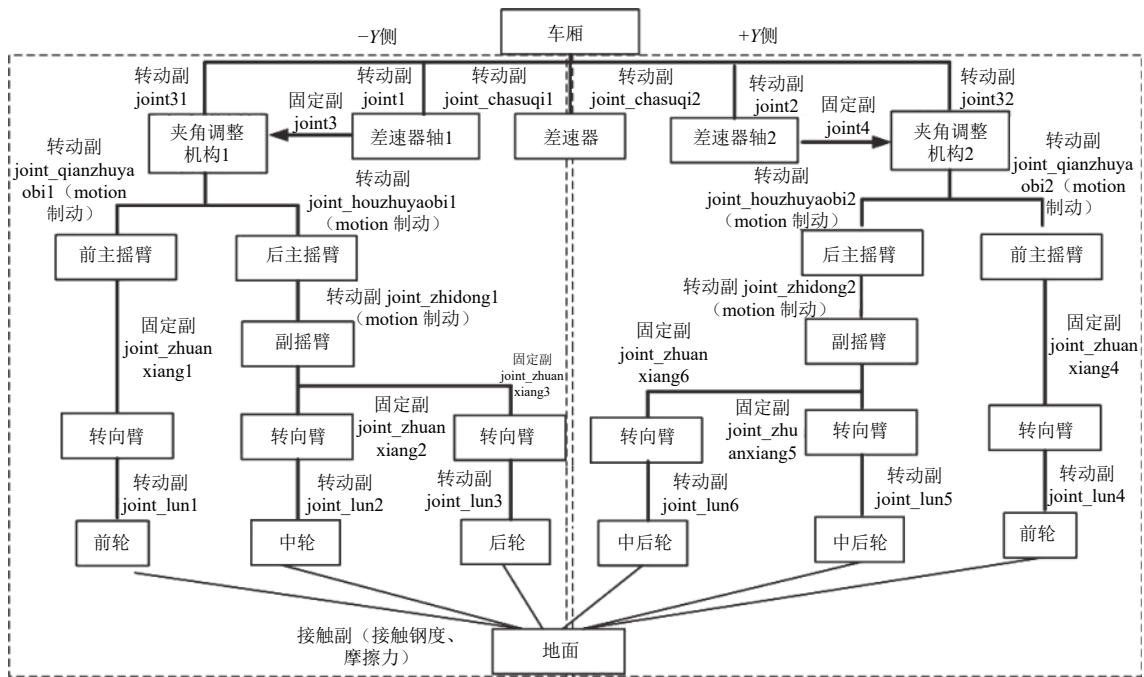 车厢
−Y侧
+Y侧
转动副
joint31
转动副
joint1
转动副
joint_chasuqi1
转动副
joint_chasuqi2
转动副
joint2
转动副
joint32
固定副
joint3
固定副
joint4
夹角调整
机构1
差速器轴1
差速器
差速器轴2
夹角调整
机构2
转动副
joint_qianzhuya
obi1（motion
制动）
转动副
joint_houzhuyaobi1
（motion 制动）
转动副
joint_houzhuyaobi2
（motion 制动）
转动副
joint_qianzhuya
obi2（motion
制动）
前主摇臂
后主摇臂
后主摇臂
前主摇臂
转动副 joint_zhidong1
（motion 制动）
转动副 joint_zhidong2
（motion 制动）
副摇臂
副摇臂
固定副
joint_zhuan
xiang1
固定副
joint_zhuan
xiang3
固定副
joint_zhuan
xiang6
固定副
joint_zhuan
xiang4
固定副
joint_zhuan
xiang2
固定副
joint_zhu
anxiang5
转向臂
转向臂
转向臂
转向臂
转向臂
转向臂
转动副
joint_lun1
转动副
joint_lun2
转动副
joint_lun3
转动副
joint_lun6
转动副
joint_lun5
转动副
joint_lun4
前轮
中轮
后轮
中后轮
中后轮
前轮
接触副（接触钢度、
摩擦力）
地面